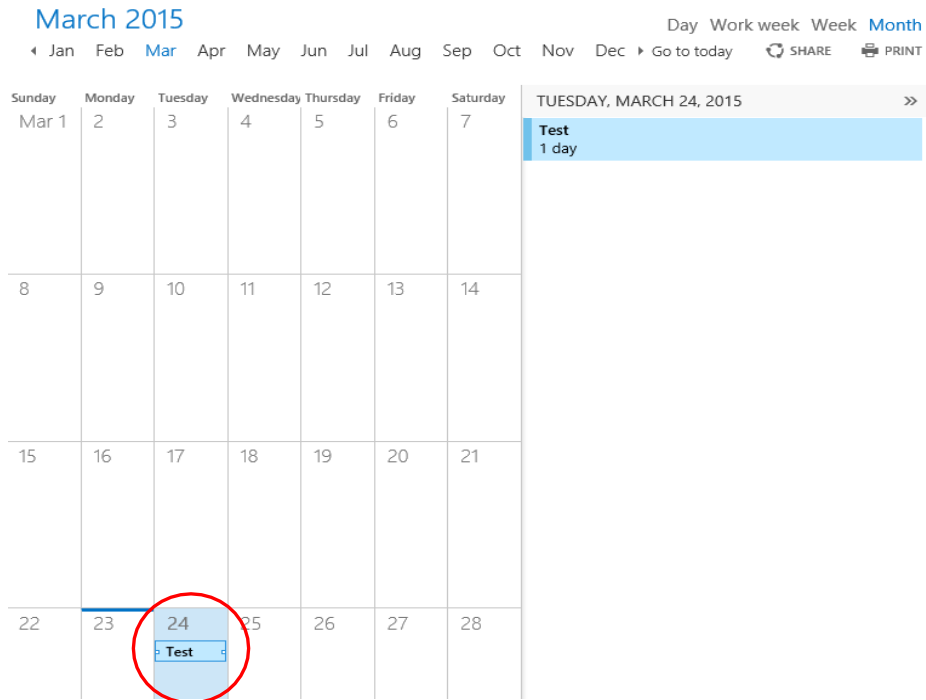 March 2015
Day Work week Week Month
Jan Feb Mar Apr May Jun Jul Aug Sep Oct Nov Dec Go to today SHARE PRINT
Sunday Monday Tuesday Wednesday Thursday Friday Saturday
TUESDAY, MARCH 24, 2015 »
Mar 1 2 3 4 5 6 7
Test
1 day
8 9 10 11 12 13 14
15 16 17 18 19 20 21
22 23 24 25 26 27 28
Test